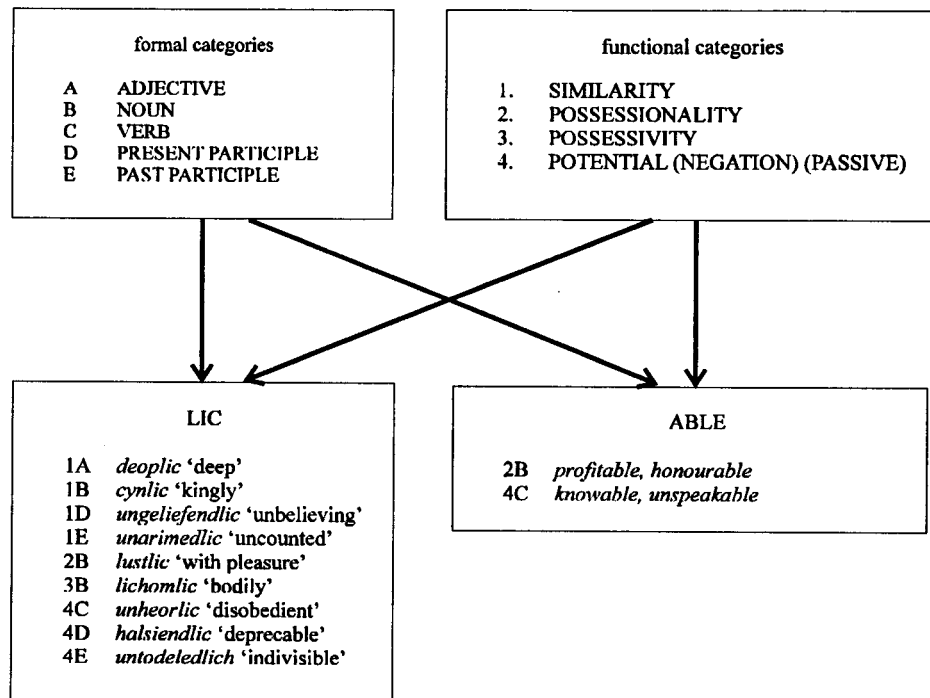 formal categories
A ADJECTIVE
B NOUN
C VERB
D PRESENT PARTICIPLE
E PAST PARTICIPLE
functional categories
1. SIMILARITY
2. POSSESSIONALITY
3. POSSESSIVITY
4. POTENTIAL (NEGATION) (PASSIVE)
LIC
1A deoplic ‘deep’
1B cynlic ‘kingly’
1D ungeliefendlic ‘unbelieving’
1E unarimedlic ‘uncounted’
2B lustlic ‘with pleasure’
3B lichomlic ‘bodily’
4C unheorlic ‘disobedient’
4D halsiendlic ‘deprecable’
4E untodeledlich ‘indivisible’
ABLE
2B profitable, honourable
4C knowable, unspeakable